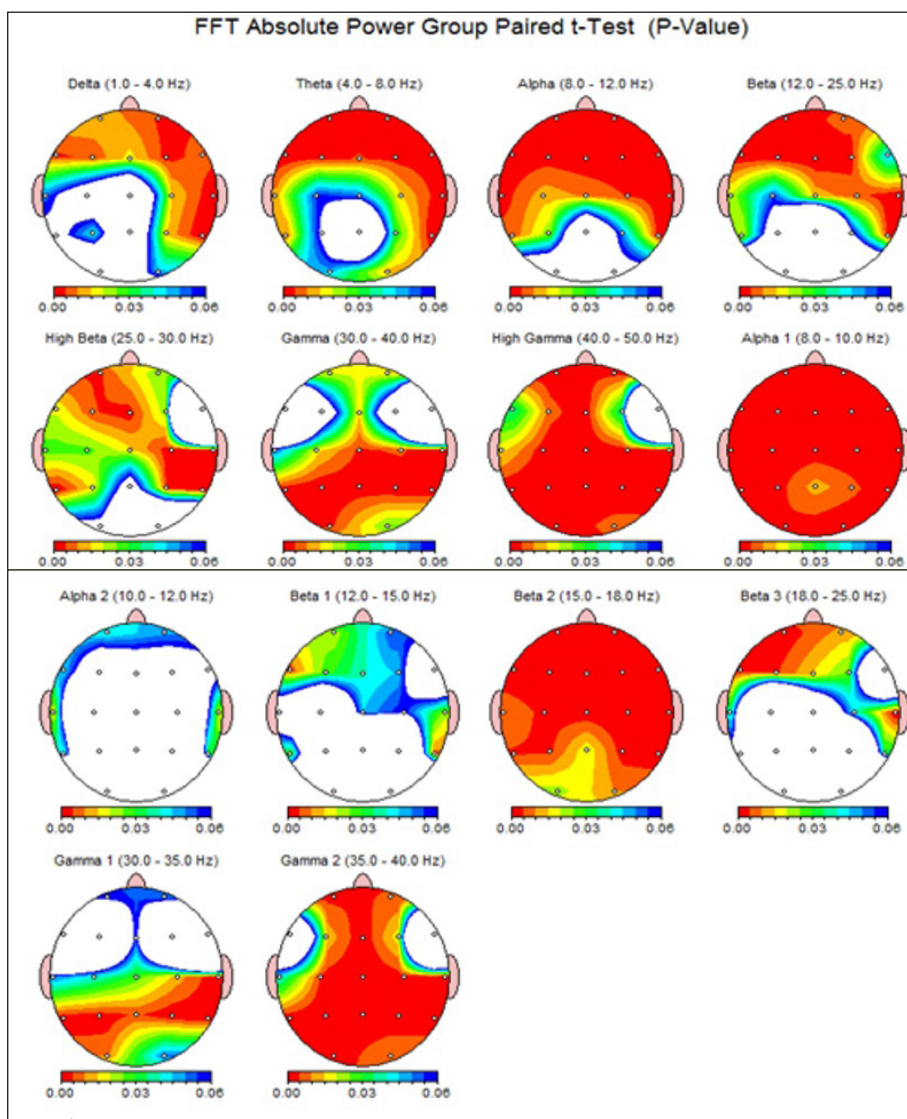 FFT Absolute Power Group Paired t-Test (P-Value)
Delta (1.0 - 4.0 Hz) Theta (4.0 - 8.0 Hz) Alpha (8.0 - 12.0 Hz) Beta (12.0 - 25.0 Hz)
0.00 0.03 0.06 0.00 0.03 0.06 0.00 0.03 0.06 0.00 0.03 0.06
High Beta (25.0 - 30.0 Hz) Gamma (30.0 - 40.0 Hz) High Gamma (40.0 - 50.0 Hz) Alpha 1 (8.0 - 10.0 Hz)
0.00 0.03 0.06 0.00 0.03 0.06 0.00 0.03 0.06 0.00 0.03 0.06
Alpha 2 (10.0 - 12.0 Hz) Beta 1 (12.0 - 15.0 Hz) Beta 2 (15.0 - 18.0 Hz) Beta 3 (18.0 - 25.0 Hz)
0.00 0.03 0.06 0.00 0.03 0.06 0.00 0.03 0.06 0.00 0.03 0.06
Gamma 1 (30.0 - 35.0 Hz) Gamma 2 (35.0 - 40.0 Hz)
0.00 0.03 0.06 0.00 0.03 0.06